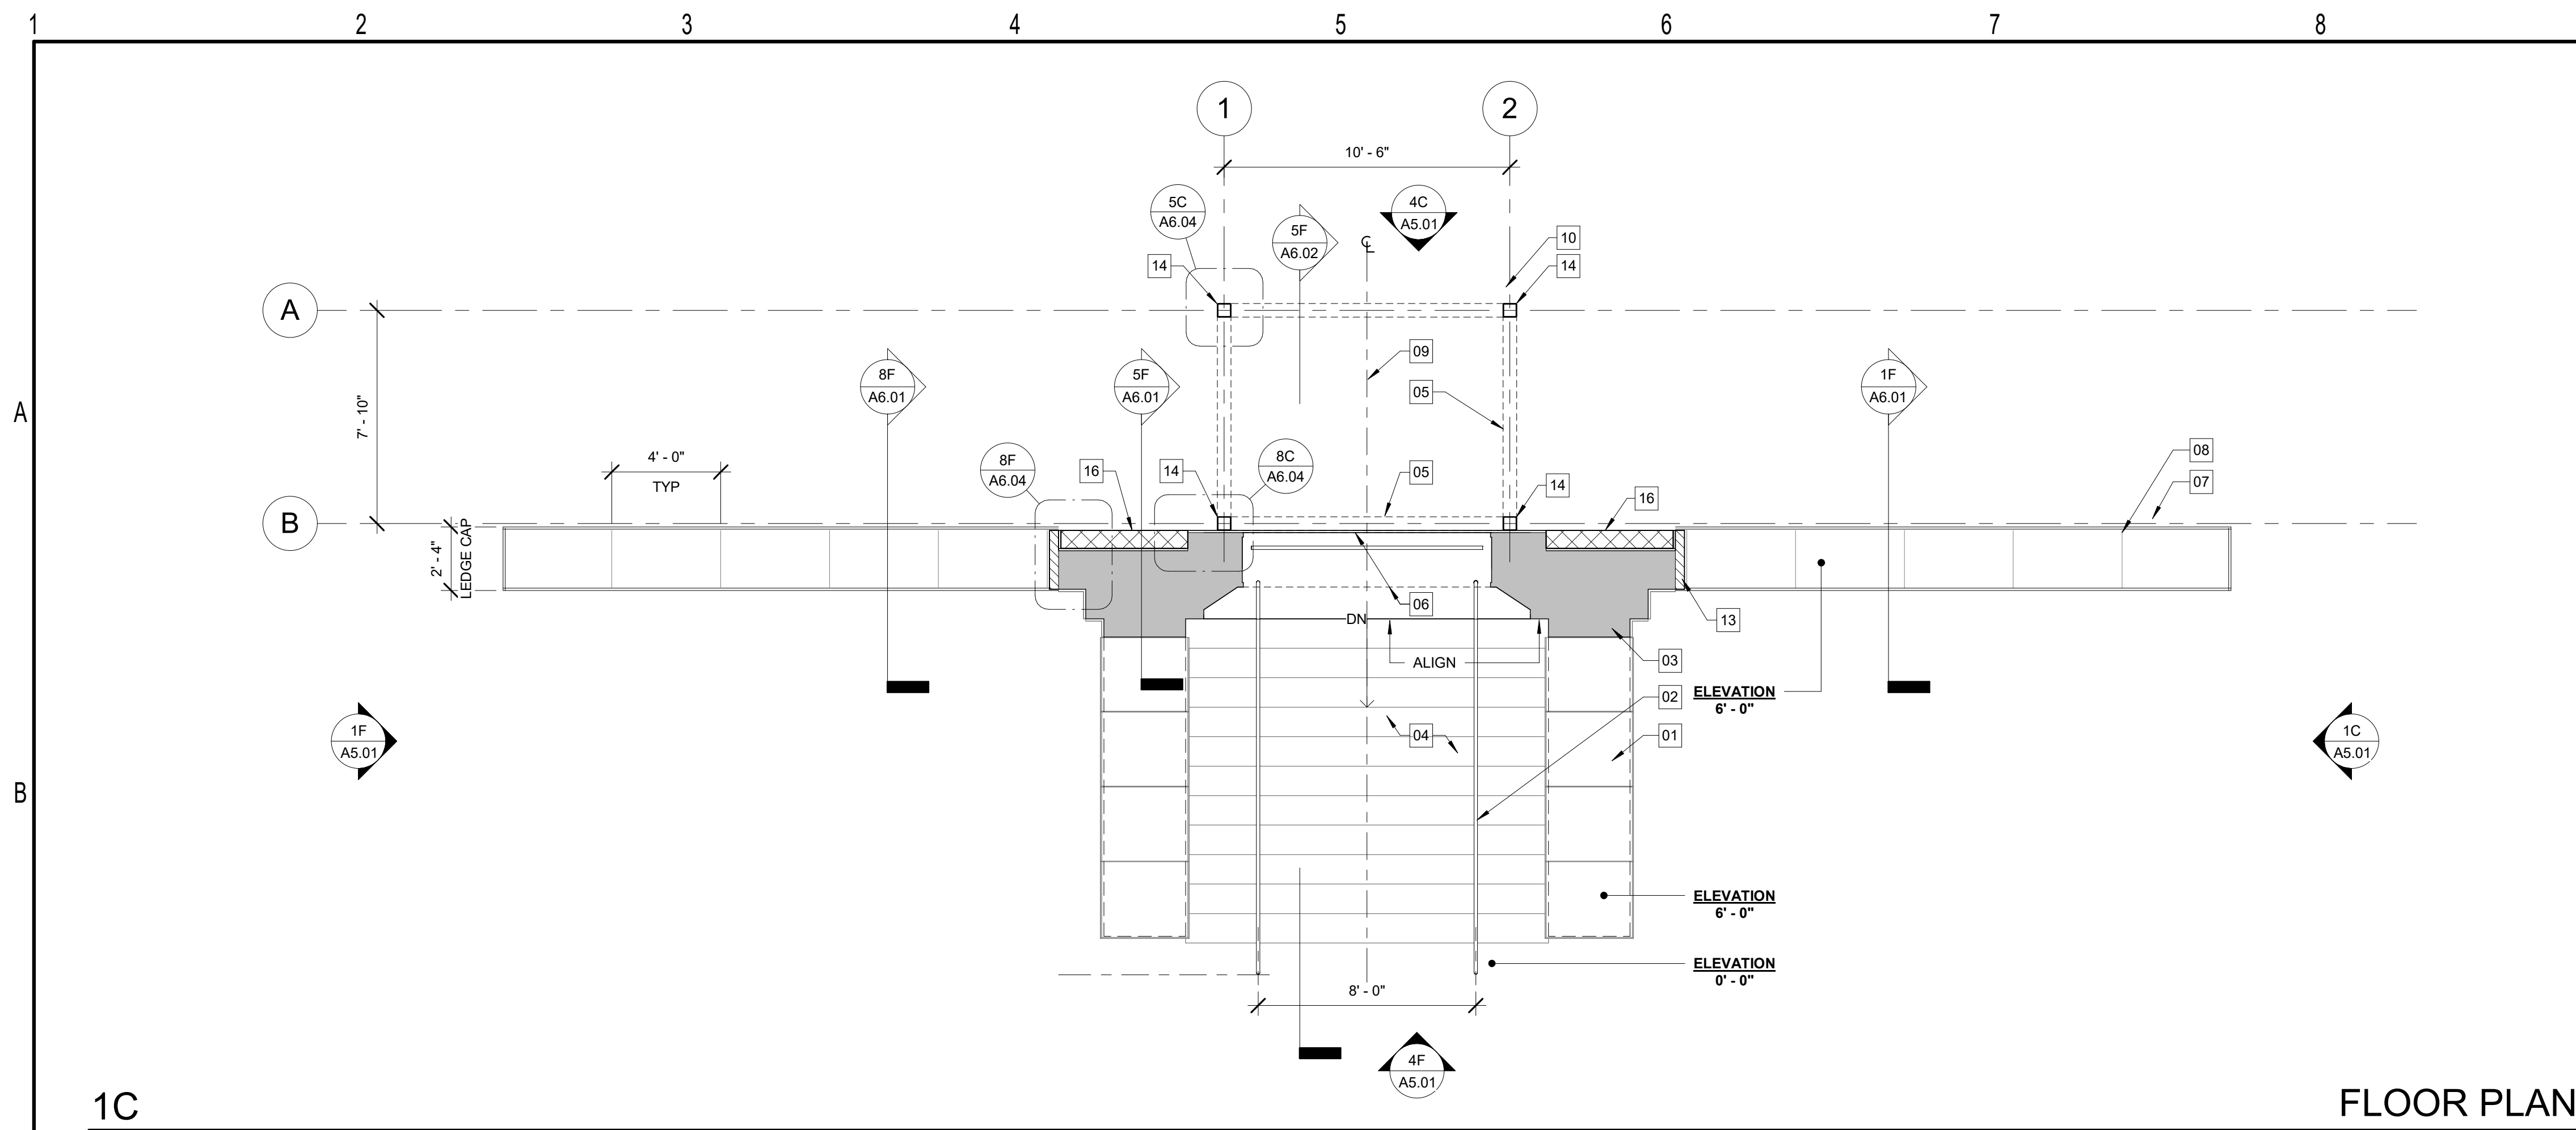 1 2 3 4 5 6 7 8
1 2
10' - 6"
5C
A6.04
5F
A6.02
4C
A5.01
℄
10
14
14
A
09
8F
A6.01
5F
A6.01
05
1F
A6.01
A
7' - 10"
4' - 0"
TYP
8F
A6.04
16
14
8C
A6.04
05
14
16
08
07
B
2' - 4"
LEDGE CAP
06
DN
13
ALIGN
03
02
ELEVATION
6' - 0"
1F
A5.01
04
01
1C
A5.01
B
ELEVATION
6' - 0"
ELEVATION
0' - 0"
8' - 0"
4F
A5.01
1C
FLOOR PLAN